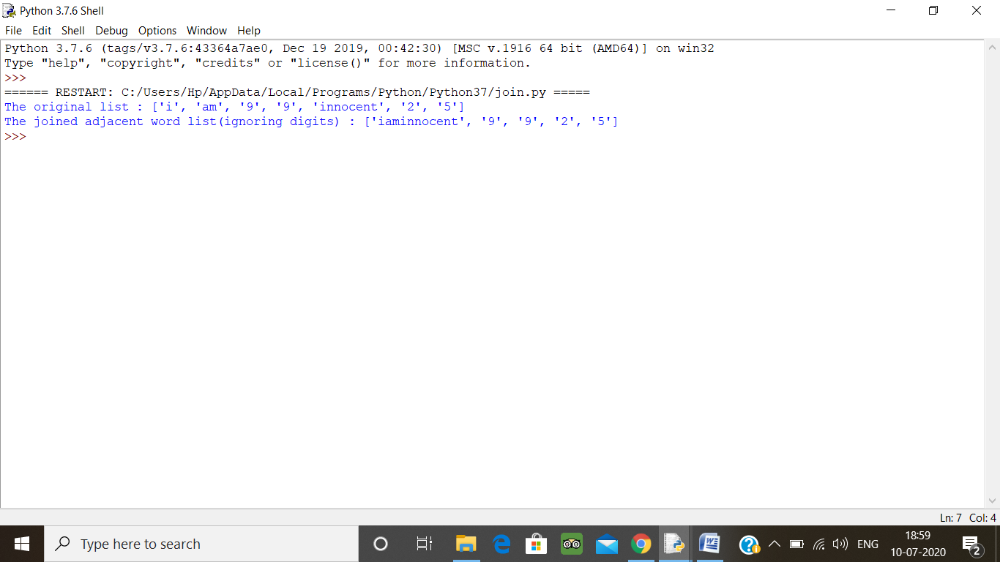 Python 3.7.6 Shell
File Edit Shell Debug Options Window Help
Python 3.7.6 (tags/v3.7.6:43364a7ae0, Dec 19 2019, 00:42:30) [MSC v.1916 64 bit (AMD64)] on win32
Type "help", "copyright", "credits" or "license()" for more information.
>>>
====== RESTART: C:/Users/Hp/AppData/Local/Programs/Python/Python37/join.py =====
The original list : ['i', 'am', '9', '9', 'innocent', '2', '5']
The joined adjacent word list(ignoring digits) : ['iaminnocent', '9', '9', '2', '5']
>>>
Ln: 7 Col: 4
Type here to search
ENG
18:59
10-07-2020
2